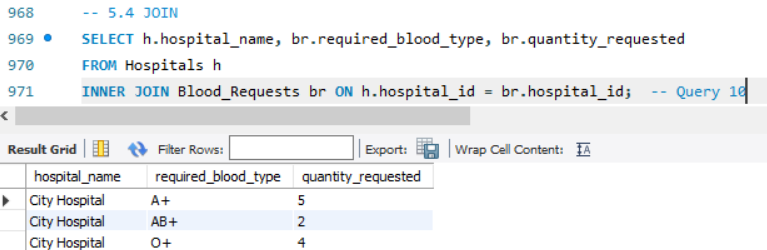 968 -- 5.4 JOIN
969 SELECT h.hospital_name, br.required_blood_type, br.quantity_requested
970 FROM Hospitals h
971 INNER JOIN Blood_Requests br ON h.hospital_id = br.hospital_id; -- Query 10
Result Grid Filter Rows: Export: Wrap Cell Content: IA
hospital_name required_blood_type quantity_requested
City Hospital A+ 5
City Hospital AB+ 2
City Hospital O+ 4